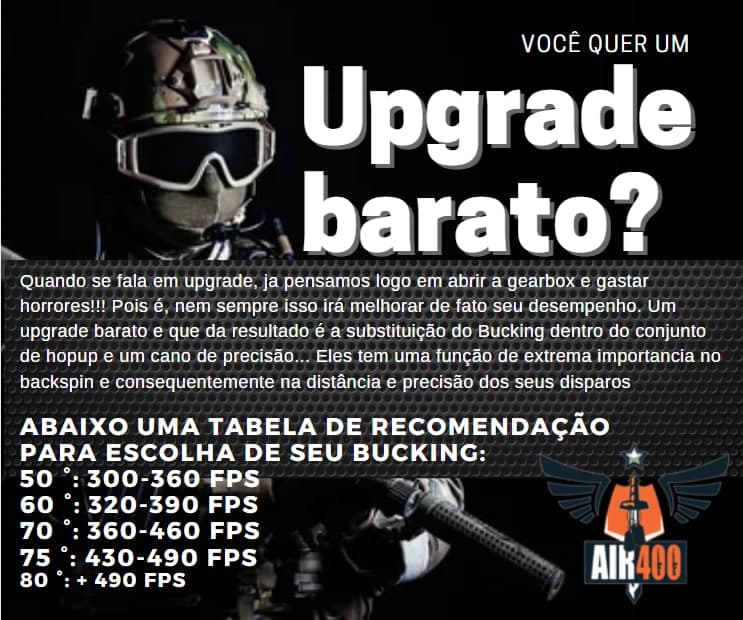 VOCÊ QUER UM
Upgrade
barato?
Quando se fala em upgrade, ja pensamos logo em abrir a gearbox e gastar
horrores!!! Pois é, nem sempre isso irá melhorar de fato seu desempenho. Um
upgrade barato e que da resultado é a substituição do Bucking dentro do conjunto
de hopup e um cano de precisão... Eles tem uma função de extrema importancia no
backspin e consequentemente na distância e precisão dos seus disparos
ABAIXO UMA TABELA DE RECOMENDAÇÃO
PARA ESCOLHA DE SEU BUCKING:
50 °: 300-360 FPS
60 °: 320-390 FPS
70 °: 360-460 FPS
75 °: 430-490 FPS
80 °: + 490 FPS
AIR400